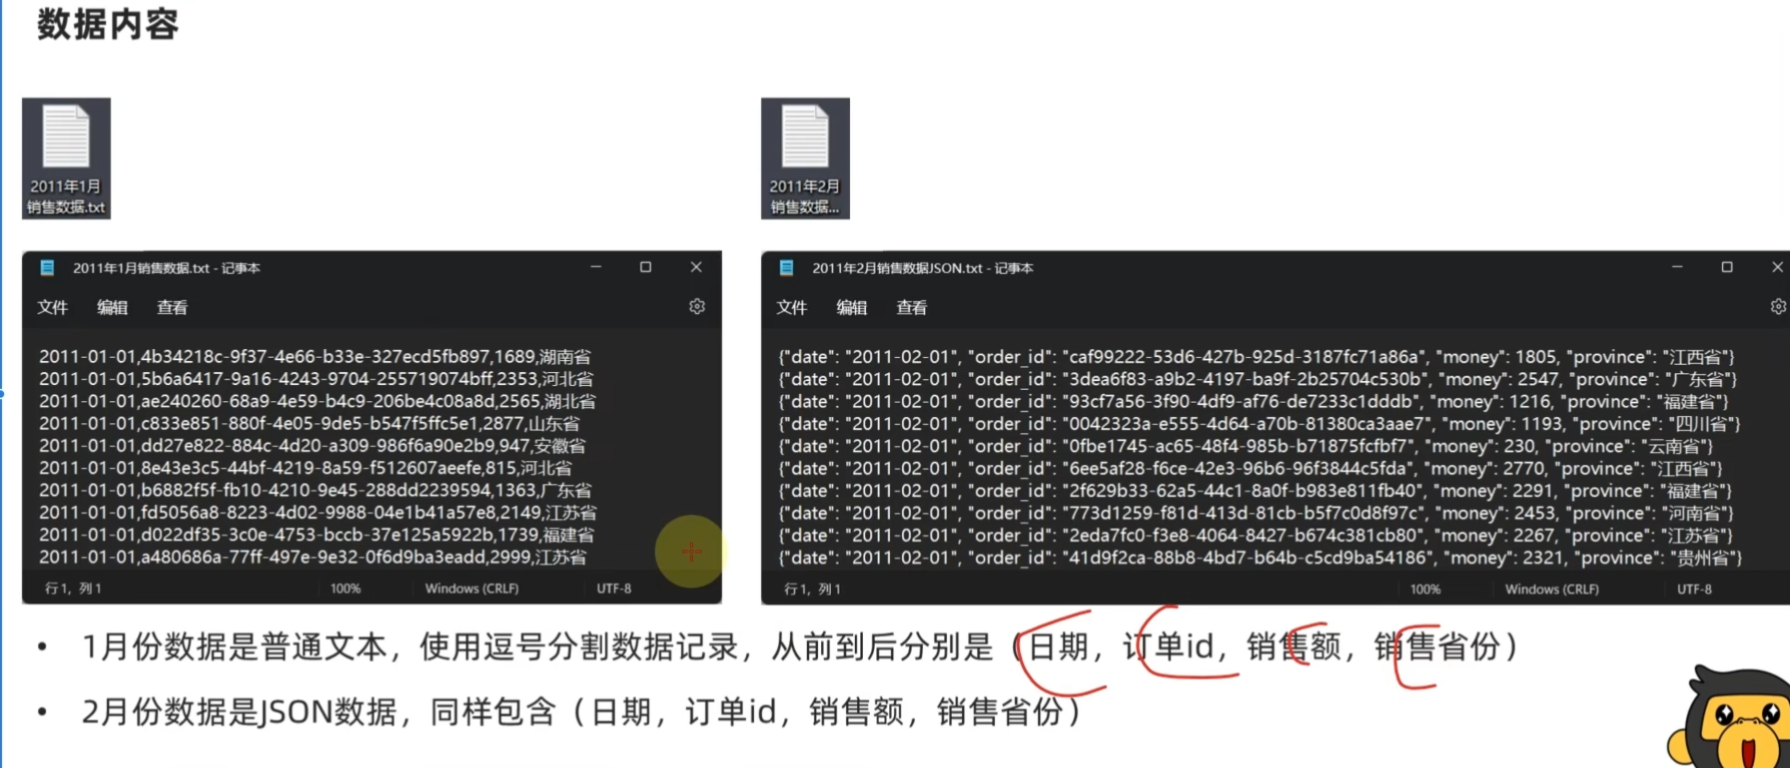 数据内容
2011年1月
销售数据.txt
2011年2月
销售数据...
2011年1月销售数据.txt - 记事本
文件 编辑 查看
2011-01-01,4b34218c-9f37-4e66-b33e-327ecd5fb897,1689,湖南省
2011-01-01,5b6a6417-9a16-4243-9704-255719074bff,2353,河北省
2011-01-01,ae240260-68a9-4e59-b4c9-206be4c08a8d,2565,湖北省
2011-01-01,c833e851-880f-4e05-9de5-b547f5ffc5e1,2877,山东省
2011-01-01,dd27e822-884c-4d20-a309-986f6a90e2b9,947,安徽省
2011-01-01,8e43e3c5-44bf-4219-8a59-f512607aeefe,815,河北省
2011-01-01,b6882f5f-fb10-4210-9e45-288dd2239594,1363,广东省
2011-01-01,fd5056a8-8223-4d02-9988-04e1b41a57e8,2149,江苏省
2011-01-01,d022df35-3c0e-4753-bccb-37e125a5922b,1739,福建省
2011-01-01,a480686a-77ff-497e-9e32-0f6d9ba3eadd,2999,江苏省
行 1，列 1 100% Windows (CRLF) UTF-8
2011年2月销售数据JSON.txt - 记事本
文件 编辑 查看
{"date": "2011-02-01", "order_id": "caf99222-53d6-427b-925d-3187fc71a86a", "money": 1805, "province": "江西省"}
{"date": "2011-02-01", "order_id": "3dea6f83-a9b2-4197-ba9f-2b25704c530b", "money": 2547, "province": "广东省"}
{"date": "2011-02-01", "order_id": "93cf7a56-3f90-4df9-af76-de7233c1dddb", "money": 1216, "province": "福建省"}
{"date": "2011-02-01", "order_id": "0042323a-e555-4d64-a70b-81380ca3aae7", "money": 1193, "province": "四川省"}
{"date": "2011-02-01", "order_id": "0fbe1745-ac65-48f4-985b-b71875fcfbf7", "money": 230, "province": "云南省"}
{"date": "2011-02-01", "order_id": "6ee5af28-f6ce-42e3-96b6-96f3844c5fda", "money": 2770, "province": "江西省"}
{"date": "2011-02-01", "order_id": "2f629b33-62a5-44c1-8a0f-b983e811fb40", "money": 2291, "province": "福建省"}
{"date": "2011-02-01", "order_id": "773d1259-f81d-413d-81cb-b5f7c0d8f97c", "money": 2453, "province": "河南省"}
{"date": "2011-02-01", "order_id": "2eda7fc0-f3e8-4064-8427-b674c381cb80", "money": 2267, "province": "江苏省"}
{"date": "2011-02-01", "order_id": "41d9f2ca-88b8-4bd7-b64b-c5cd9ba54186", "money": 2321, "province": "贵州省"}
行 1，列 1 100% Windows (CRLF) UTF-8
• 1月份数据是普通文本，使用逗号分割数据记录，从前到后分别是（日期，订单id，销售额，销售省份）
• 2月份数据是JSON数据，同样包含（日期，订单id，销售额，销售省份）